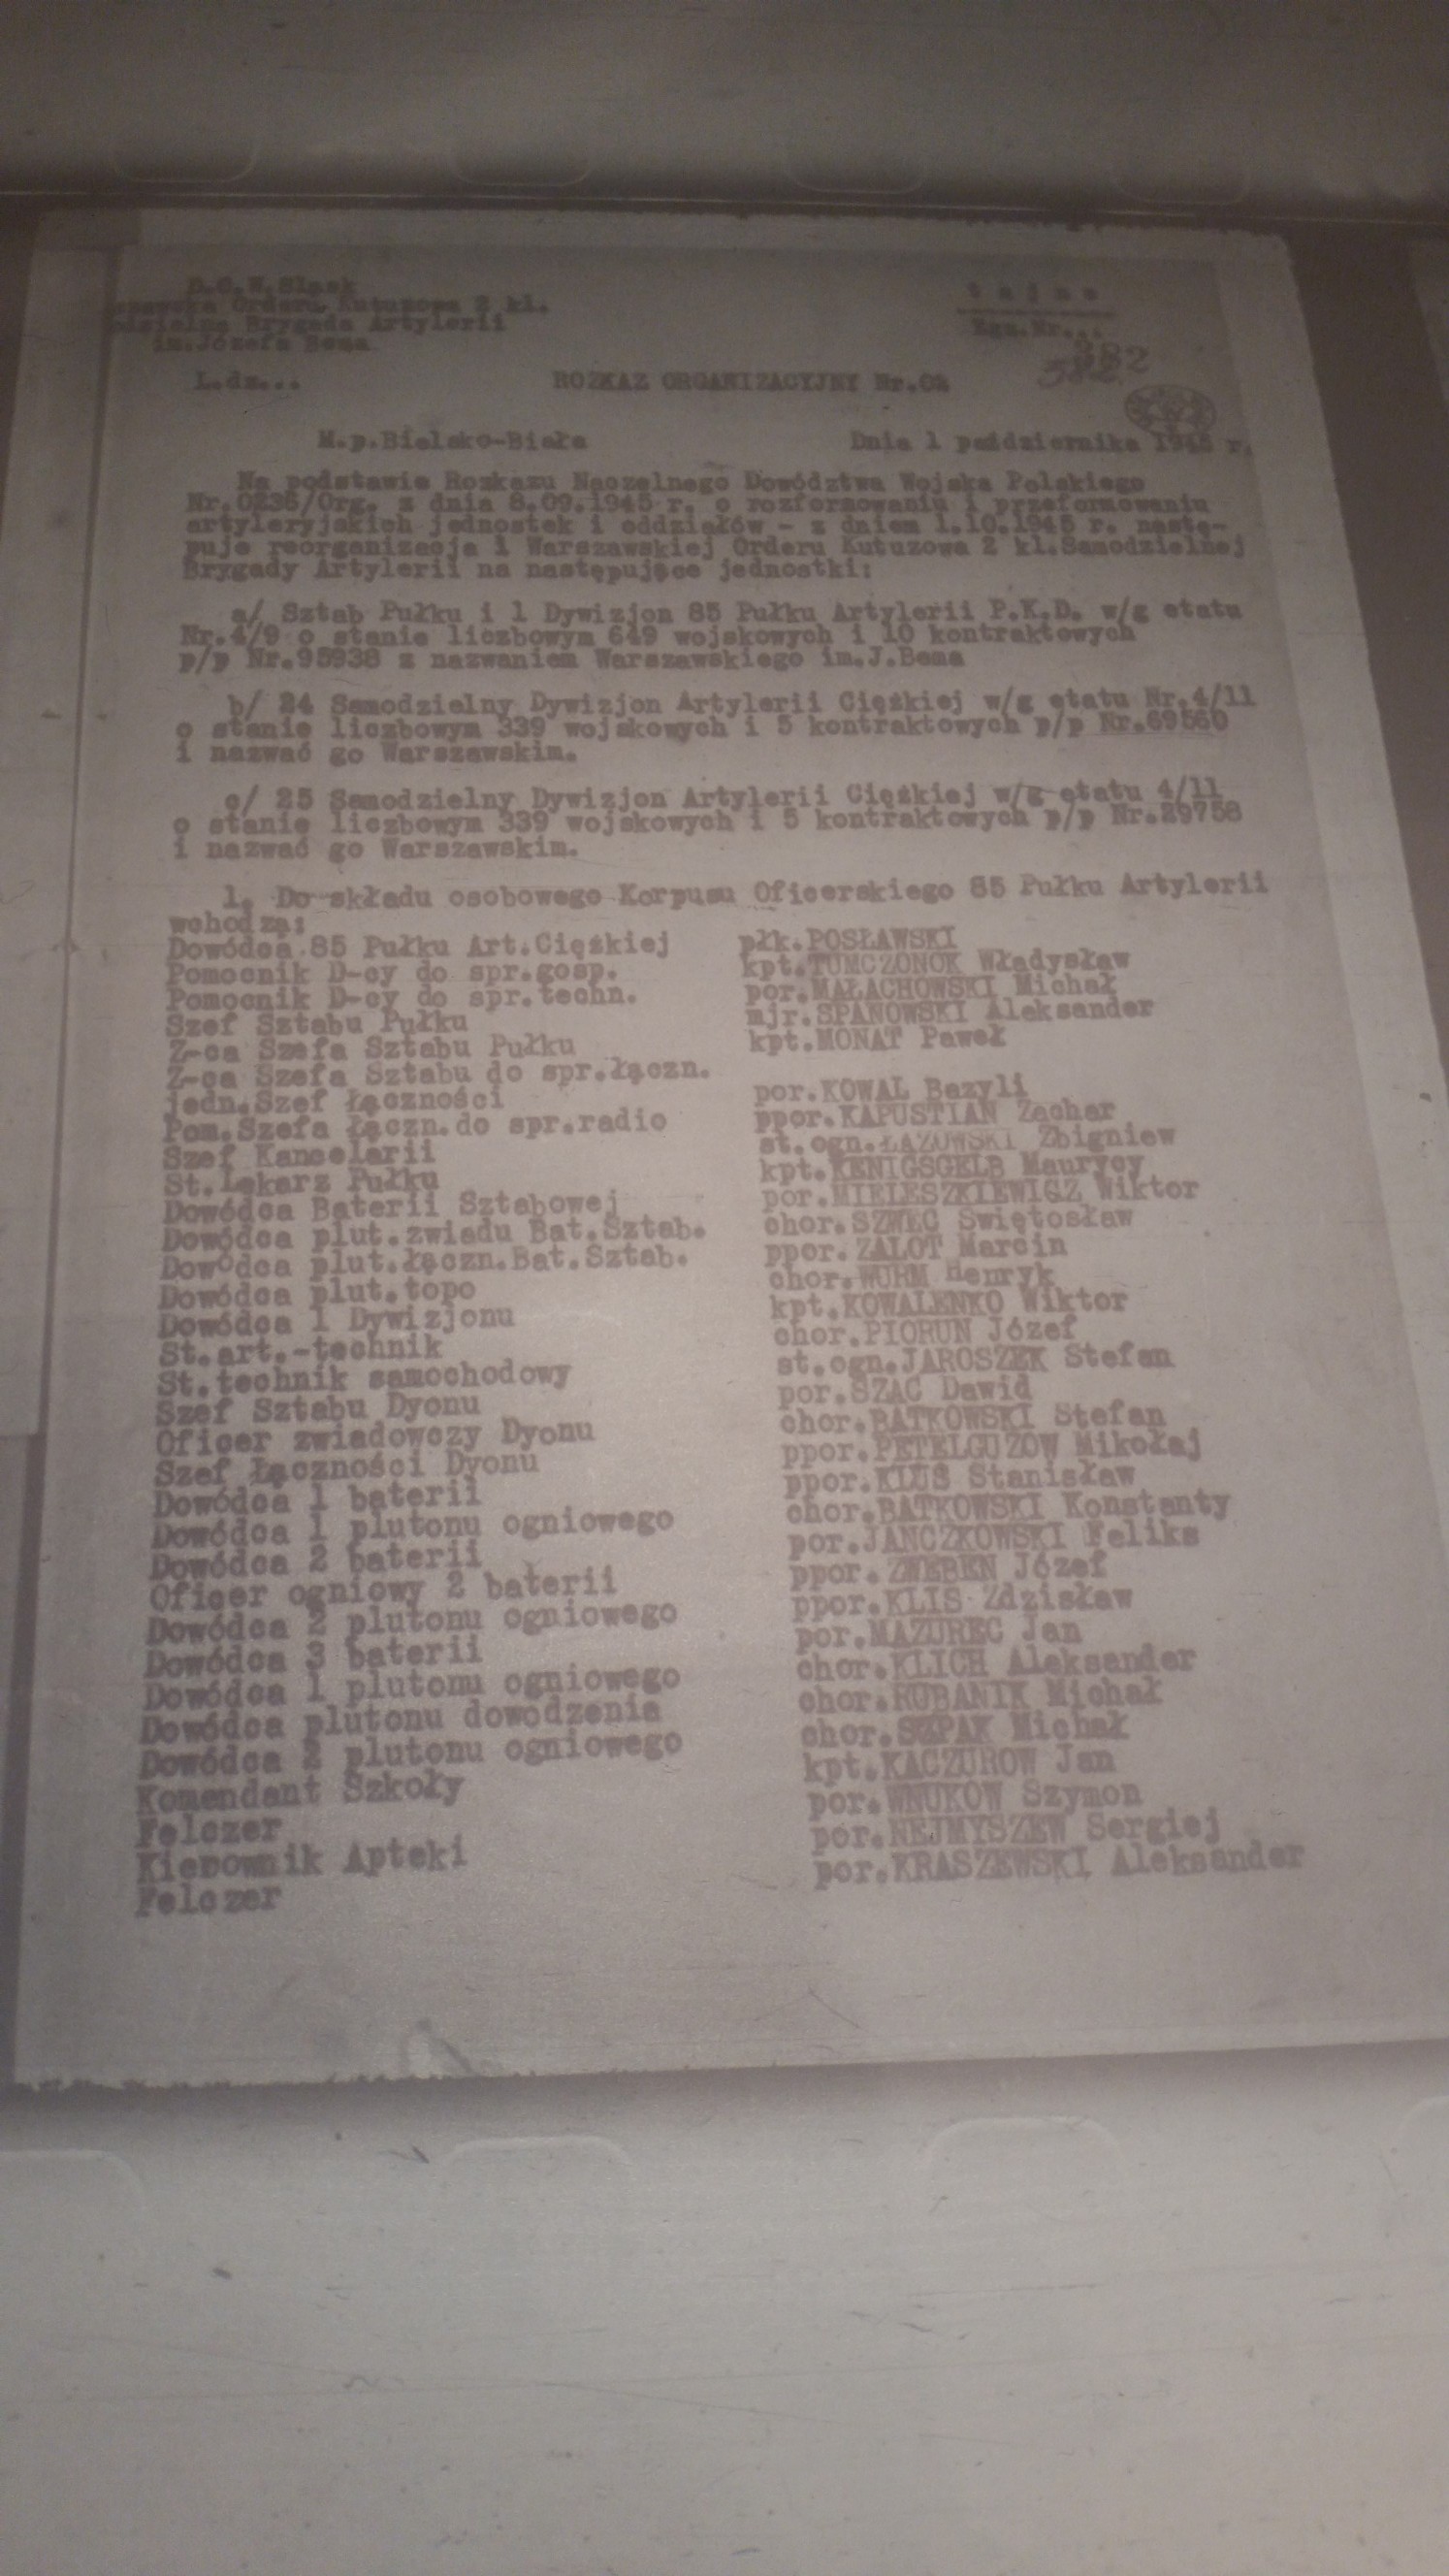 D.O.W.Śląsk
Orderu Kutuzowa 2 kl.
Brygada Artylerii
im.Józefa Bema
t a j n e
Egz.Nr...
382
L.dz...
ROZKAZ ORGANIZACYJNY Nr.02
M.p.Bielsko-Biała
Dnia 1 października 1945 r.
Na podstawie Rozkazu Naczelnego Dowództwa Wojska Polskiego
Nr.0236/Org. z dnia 8.09.1945 r. o rozformowaniu i przeformowaniu
artyleryjskich jednostek i oddziałów - z dniem 1.10.1945 r. nastę-
puje reorganizacja 1 Warszawskiej Orderu Kutuzowa 2 kl.Samodzielnej
Brygady Artylerii na następujące jednostki:
a/ Sztab Pułku i 1 Dywizjon 85 Pułku Artylerii P.K.D. w/g etatu
Nr.4/9 o stanie liczbowym 649 wojskowych i 10 kontraktowych
p/p Nr.95938 z nazwaniem Warszawskiego im.J.Bema
b/ 24 Samodzielny Dywizjon Artylerii Ciężkiej w/g etatu Nr.4/11
o stanie liczbowym 339 wojskowych i 5 kontraktowych p/p Nr.69560
i nazwać go Warszawskim.
c/ 25 Samodzielny Dywizjon Artylerii Ciężkiej w/g etatu 4/11
o stanie liczbowym 339 wojskowych i 5 kontraktowych p/p Nr.29758
i nazwać go Warszawskim.
1. Do składu osobowego Korpusu Oficerskiego 85 Pułku Artylerii
wchodzą:
Dowódca 85 Pułku Art.Ciężkiej płk.POSŁAWSKI
Pomocnik D-cy do spr.gosp. kpt.TUMCZONOK Władysław
Pomocnik D-cy do spr.techn. por.MAŁACHOWSKI Michał
Szef Sztabu Pułku mjr.SPANOWSKI Aleksander
Z-ca Szefa Sztabu Pułku kpt.MONAT Paweł
Z-ca Szefa Sztabu do spr.łączn.
jedn.Szef Łączności por.KOWAL Bazyli
Pom.Szefa Łączn.do spr.radio ppor.KAPUSTIAN Zachar
Szef Kancelarii st.ogn.ŁAZOWSKI Zbigniew
St.Lekarz Pułku kpt.KENIGSGELB Maurycy
Dowódca Baterii Sztabowej por.MIELESZKIEWICZ Wiktor
Dowódca plut.zwiadu Bat.Sztab. chor.SZWEC Świętosław
Dowódca plut.łączn.Bat.Sztab. ppor.ZALOT Marcin
Dowódca plut.topo chor.WURM Henryk
Dowódca 1 Dywizjonu kpt.KOWALENKO Wiktor
St.art.-technik chor.PIORUN Józef
St.technik samochodowy st.ogn.JAROSZEK Stefan
Szef Sztabu Dyonu por.SZAC Dawid
Oficer zwiadowczy Dyonu chor.BATKOWSKI Stefan
Szef Łączności Dyonu ppor.PETELGUZOW Mikołaj
Dowódca 1 baterii ppor.KLUS Stanisław
Dowódca 1 plutonu ogniowego chor.BATKOWSKI Konstanty
Dowódca 2 baterii por.JANCZKOWSKI Feliks
Oficer ogniowy 2 baterii ppor.ZWEBEN Józef
Dowódca 2 plutonu ogniowego ppor.KLIS Zdzisław
Dowódca 3 baterii por.MAZUREC Jan
Dowódca 1 plutonu ogniowego chor.KLICH Aleksander
Dowódca plutonu dowodzenia chor.RUBANIK Michał
Dowódca 2 plutonu ogniowego chor.SZPAK Michał
Komendant Szkoły kpt.KACZUROW Jan
Felczer por.WNUKOW Szymon
Kierownik Apteki por.NEJMYSZEW Sergiej
Felczer por.KRASZEWSKI Aleksander